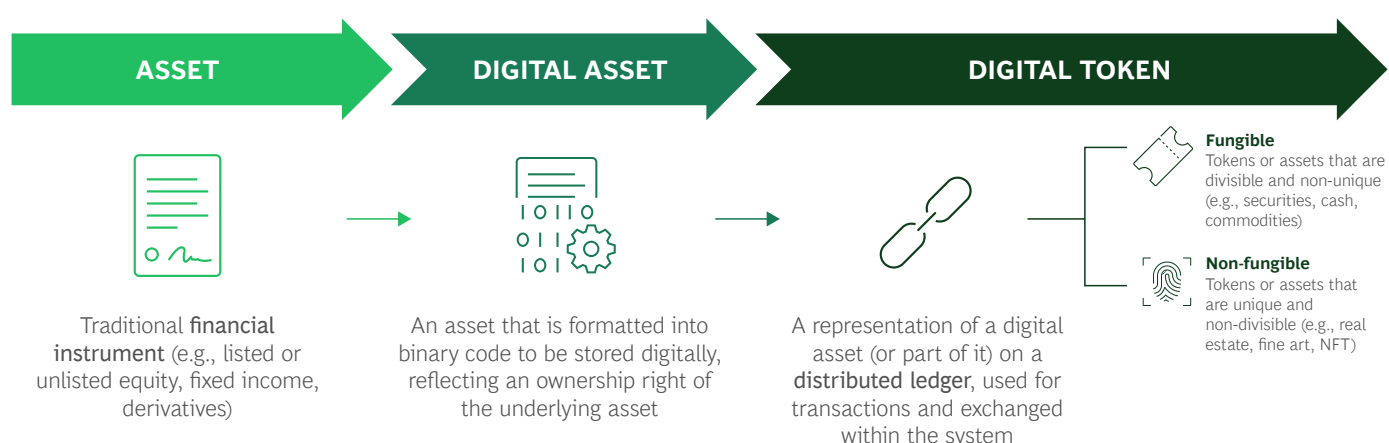 ASSET
DIGITAL ASSET
DIGITAL TOKEN
Traditional financial
instrument (e.g., listed or
unlisted equity, fixed income,
derivatives)
10110
011
101
An asset that is formatted into
binary code to be stored digitally,
reflecting an ownership right of
the underlying asset
A representation of a digital
asset (or part of it) on a
distributed ledger, used for
transactions and exchanged
within the system
Fungible
Tokens or assets that are
divisible and non-unique
(e.g., securities, cash,
commodities)
Non-fungible
Tokens or assets that
are unique and
non-divisible (e.g., real
estate, fine art, NFT)